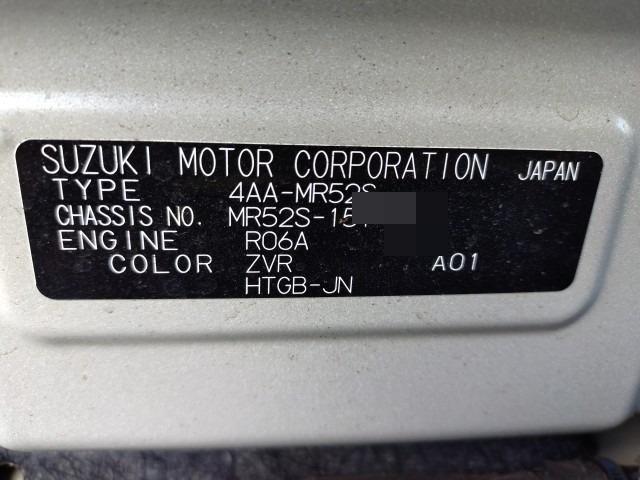 SUZUKI MOTOR CORPORATION JAPAN
TYPE 4AA-MR52S
CHASSIS NO. MR52S-15
ENGINE R06A
COLOR ZVR A01
HTGB-JN